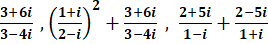 (3+6i)/(3−4i) , ((1+i)/(2−i))² + (3+6i)/(3−4i) , (2+5i)/(1−i) + (2−5i)/(1+i)